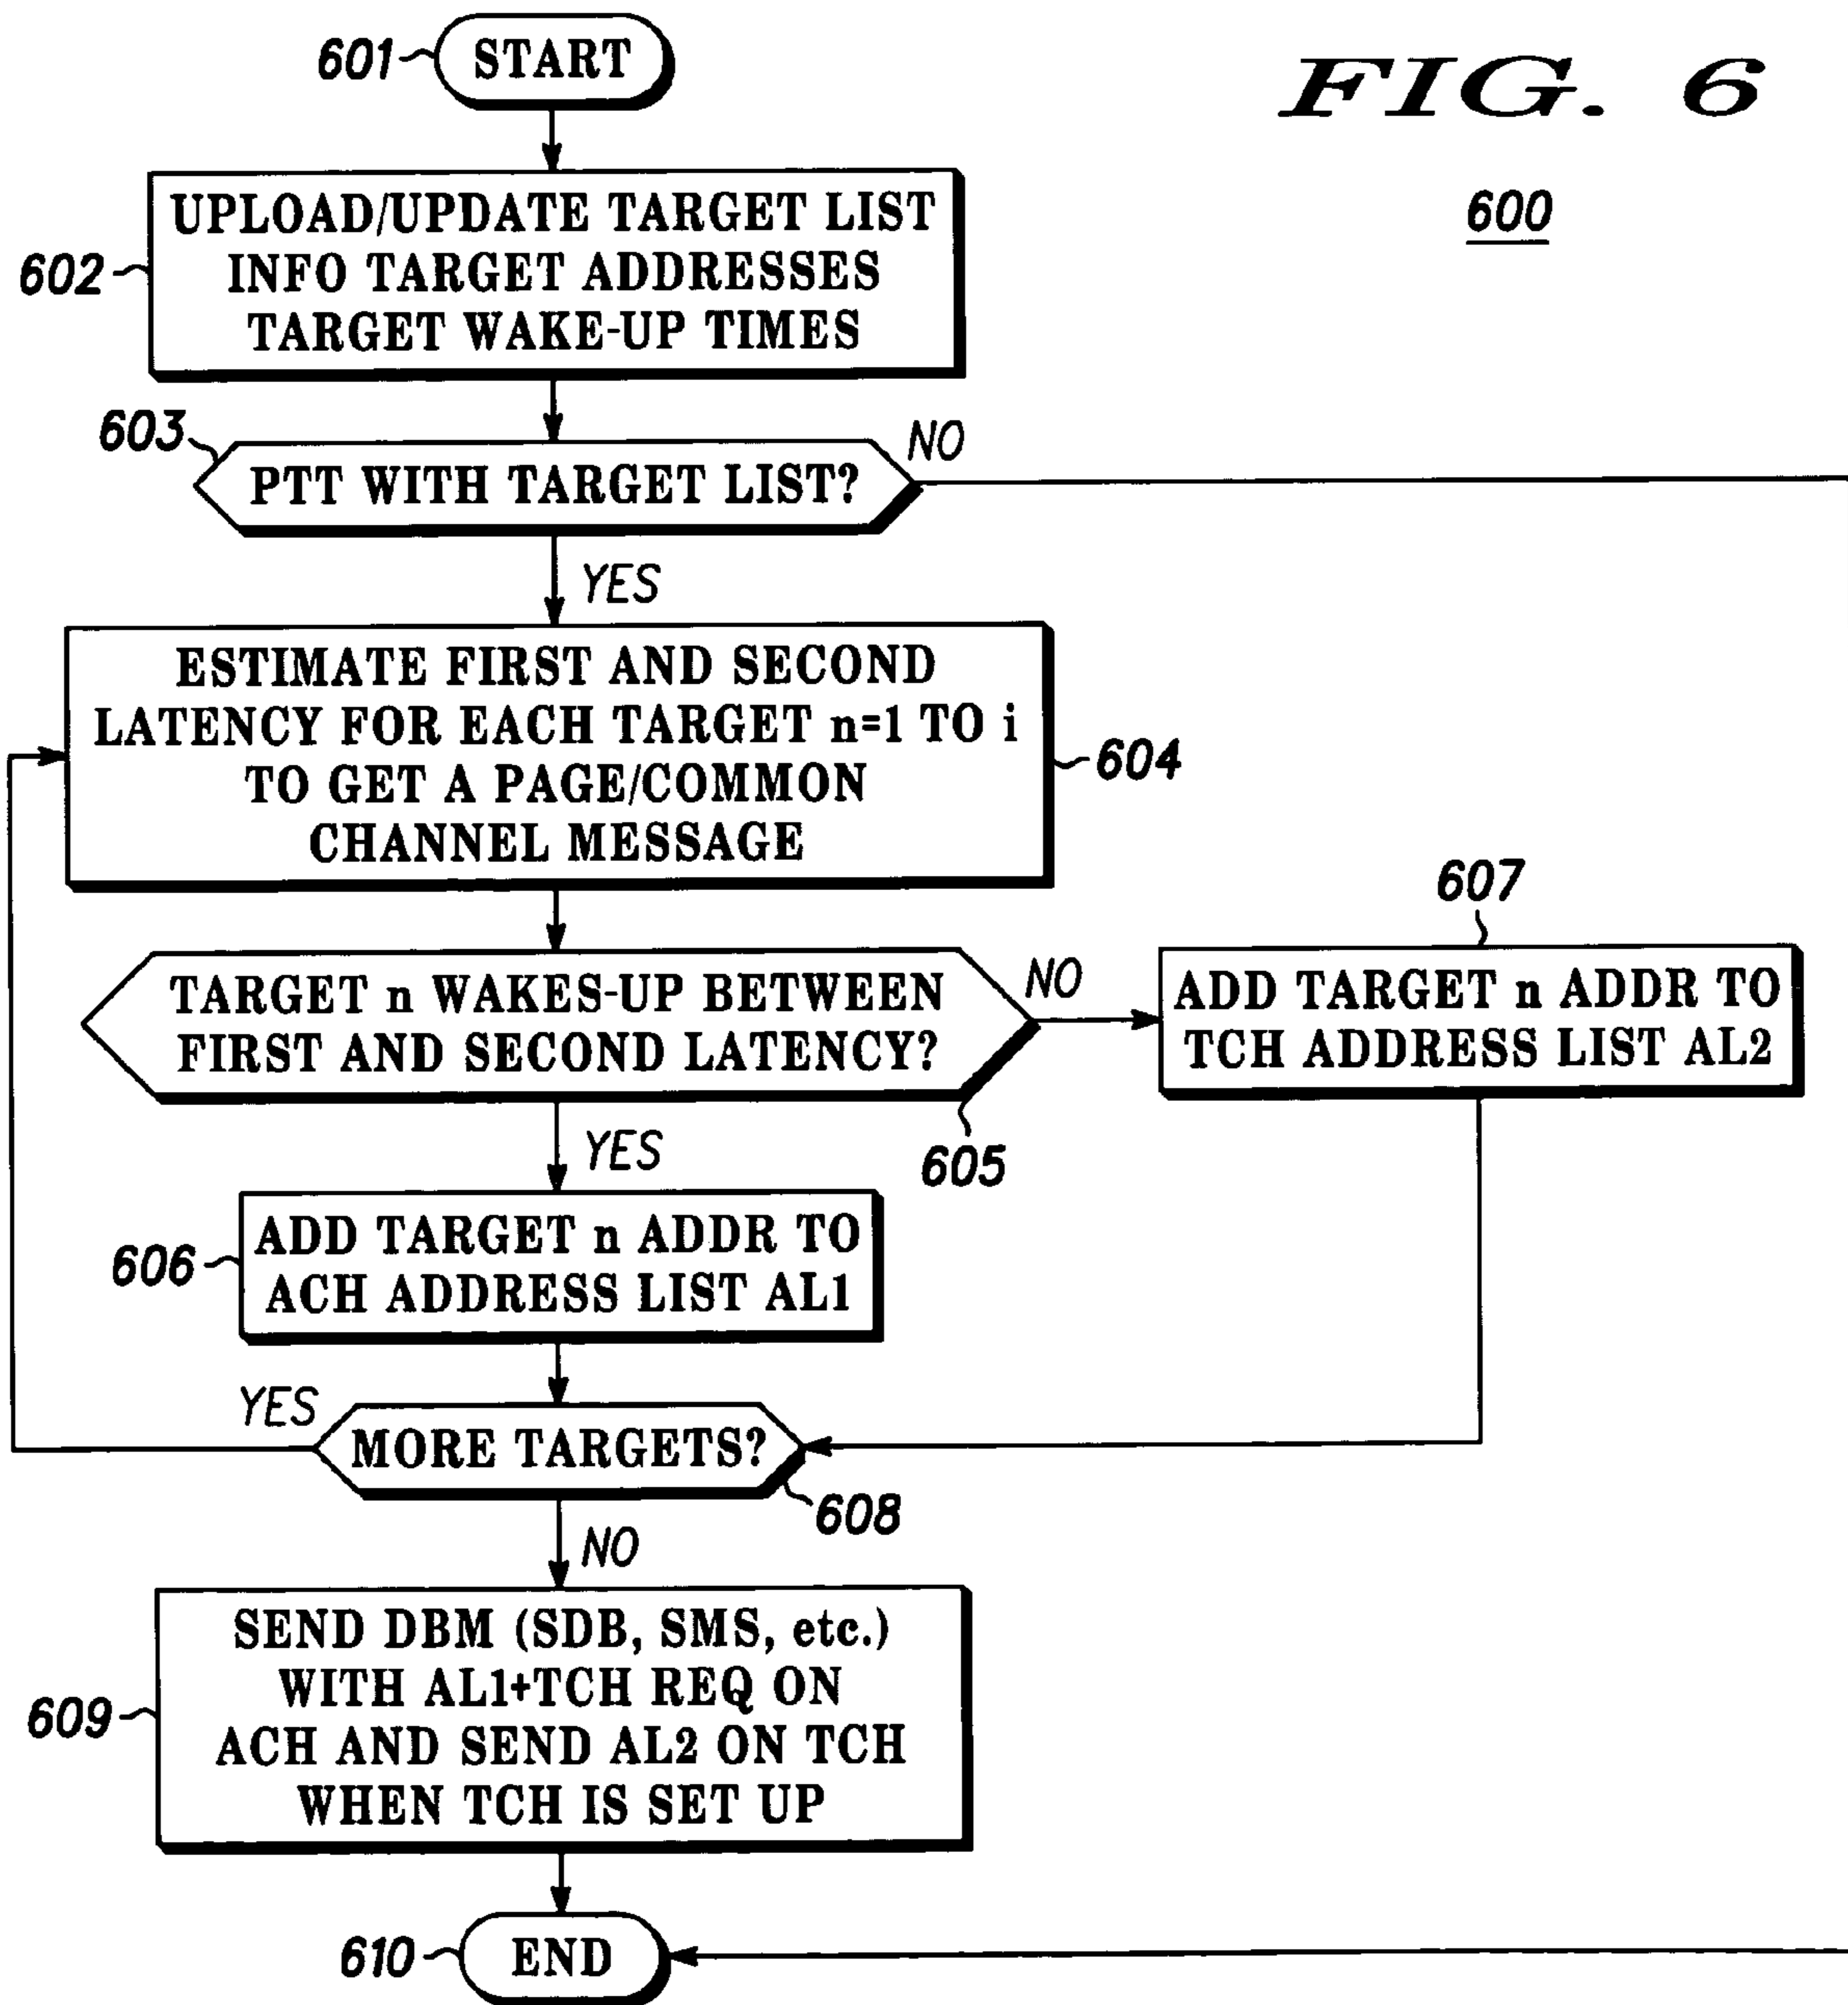 FIG. 6
600
601
START
602
UPLOAD/UPDATE TARGET LIST
INFO TARGET ADDRESSES
TARGET WAKE-UP TIMES
603
PTT WITH TARGET LIST?
NO
YES
ESTIMATE FIRST AND SECOND
LATENCY FOR EACH TARGET n=1 TO i
TO GET A PAGE/COMMON
CHANNEL MESSAGE
604
TARGET n WAKES-UP BETWEEN
FIRST AND SECOND LATENCY?
605
NO
607
ADD TARGET n ADDR TO
TCH ADDRESS LIST AL2
YES
606
ADD TARGET n ADDR TO
ACH ADDRESS LIST AL1
YES
MORE TARGETS?
608
NO
609
SEND DBM (SDB, SMS, etc.)
WITH AL1+TCH REQ ON
ACH AND SEND AL2 ON TCH
WHEN TCH IS SET UP
610
END